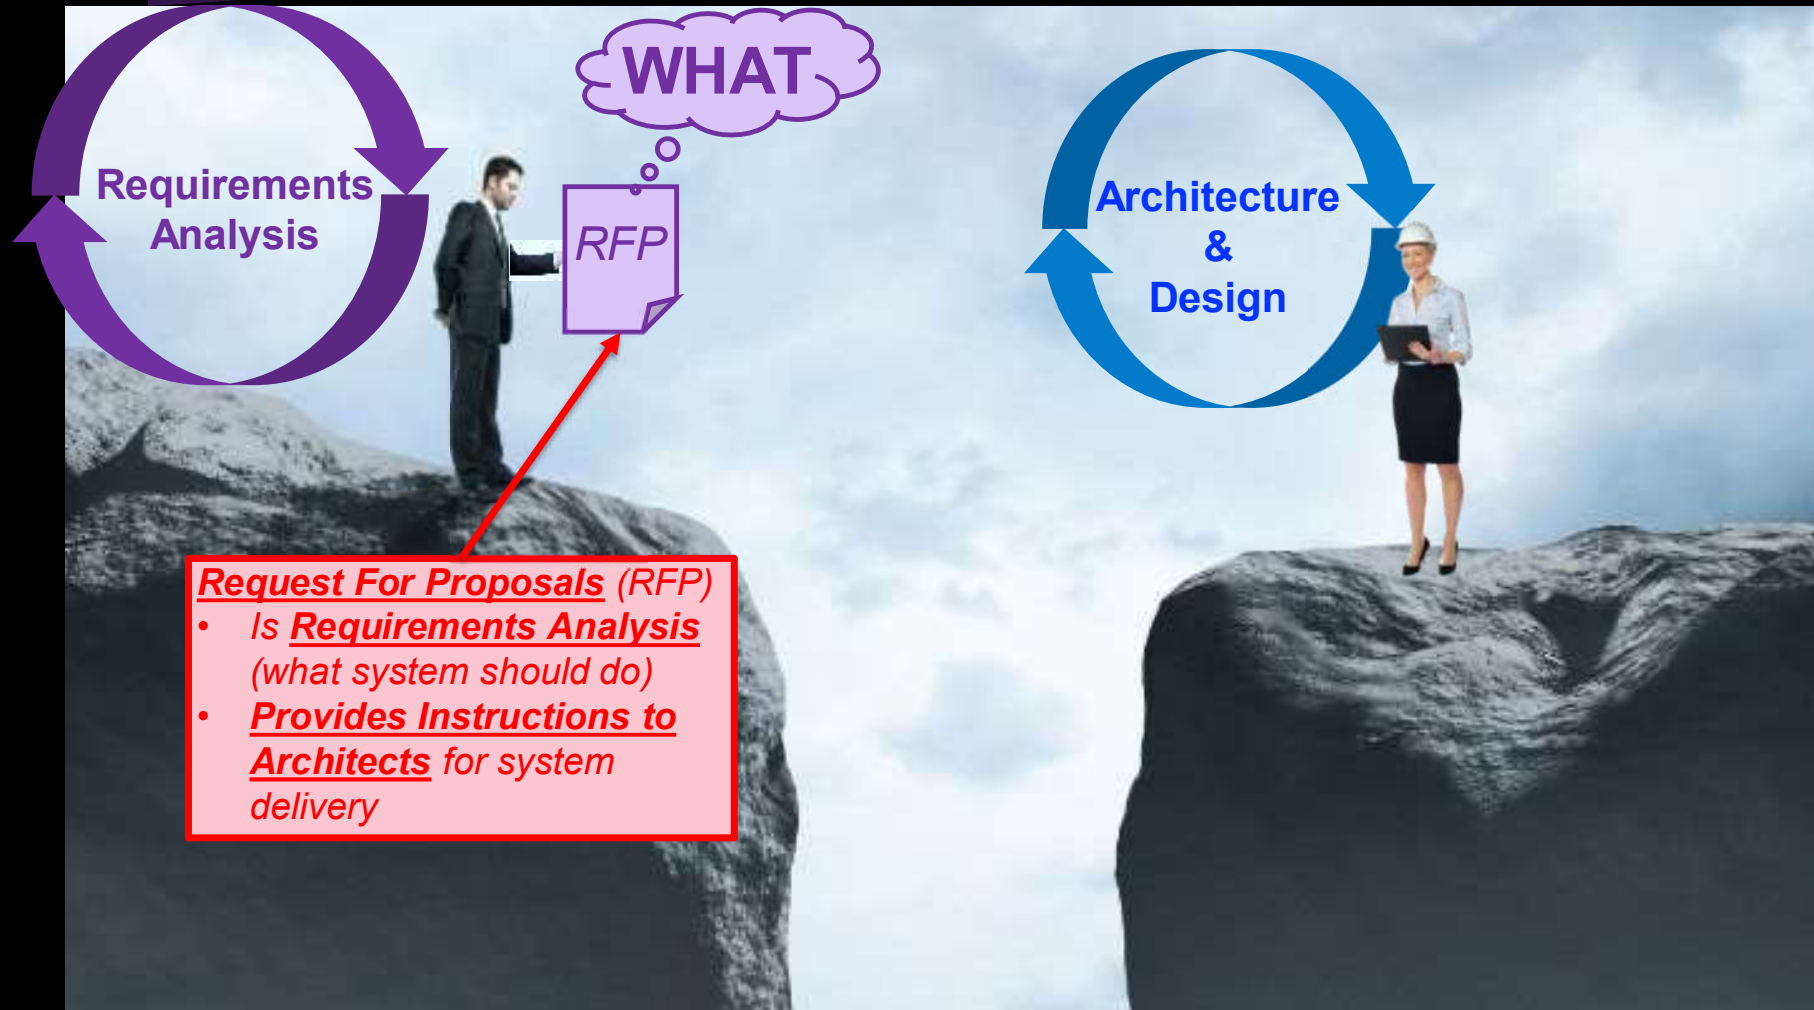 WHAT
Requirements
Analysis
RFP
Architecture
&
Design
Request For Proposals (RFP)
• Is Requirements Analysis
(what system should do)
• Provides Instructions to
Architects for system
delivery